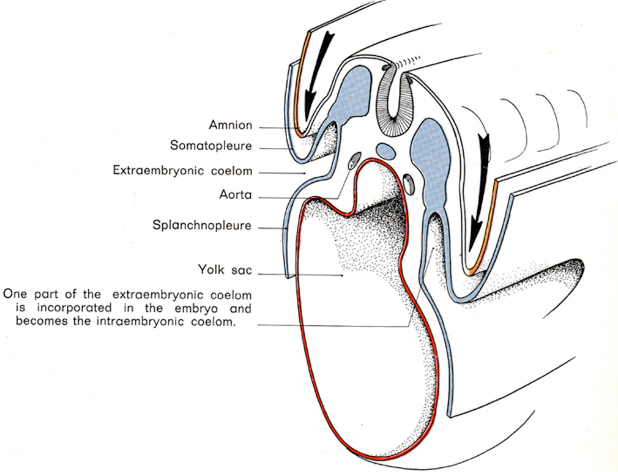 Amnion
Somatopleure
Extraembryonic coelom
Aorta
Splanchnopleure
Yolk sac
One part of the extraembryonic coelom
is incorporated in the embryo and
becomes the intraembryonic coelom.